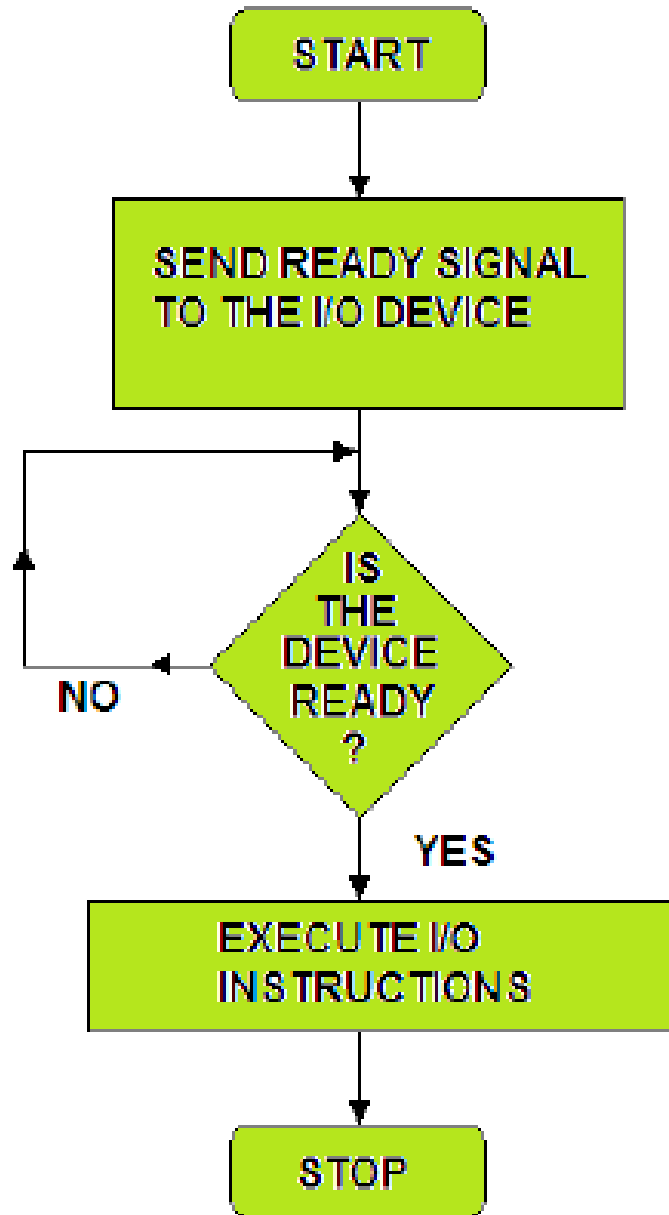 START
SEND READY SIGNAL
TO THE I/O DEVICE
IS
THE
DEVICE
READY
?
NO
YES
EXECUTE I/O
INSTRUCTIONS
STOP